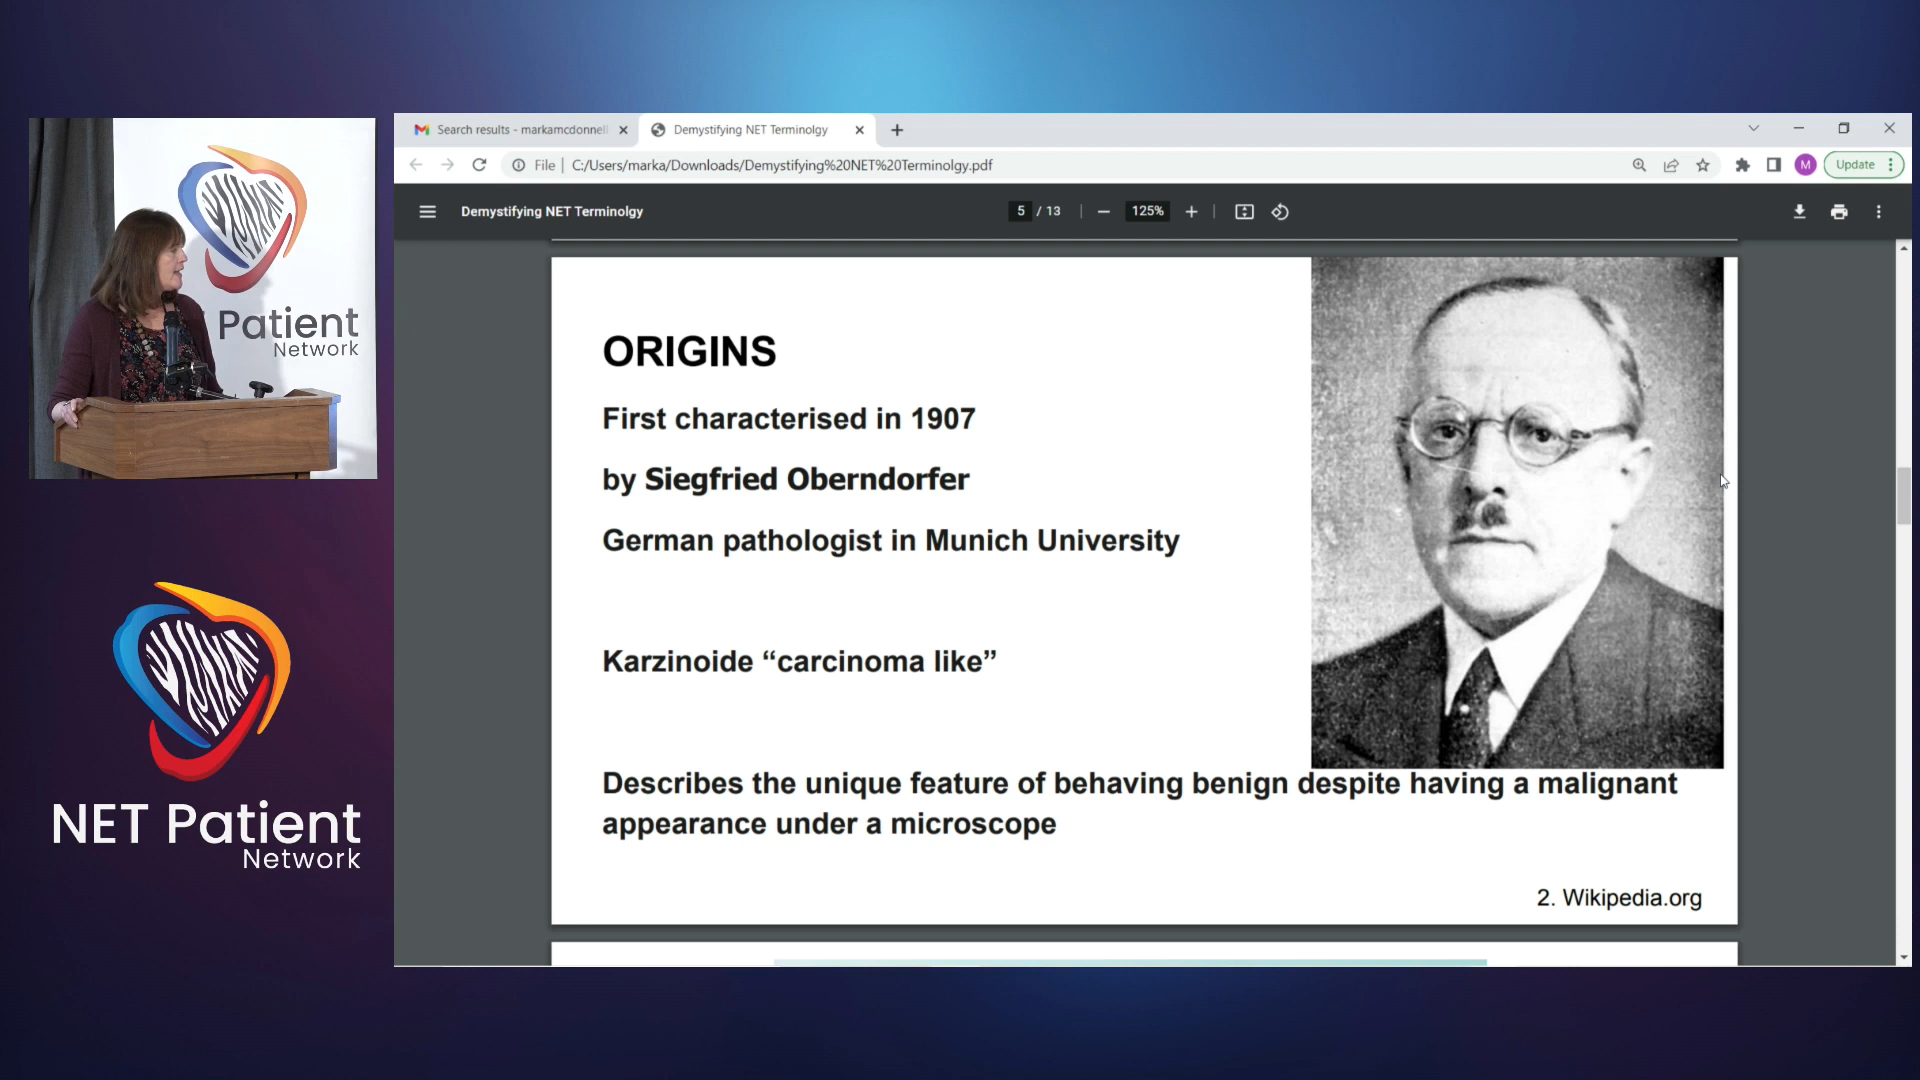 Search results - markamcdonnell
Demystifying NET Terminolgy
File
C:/Users/marka/Downloads/Demystifying%20NET%20Terminolgy.pdf
M
Update
Demystifying NET Terminolgy
5 / 13
125%
Patient
Network
ORIGINS
First characterised in 1907
by Siegfried Oberndorfer
German pathologist in Munich University
Karzinoide “carcinoma like”
Describes the unique feature of behaving benign despite having a malignant
appearance under a microscope
2. Wikipedia.org
NET Patient
Network